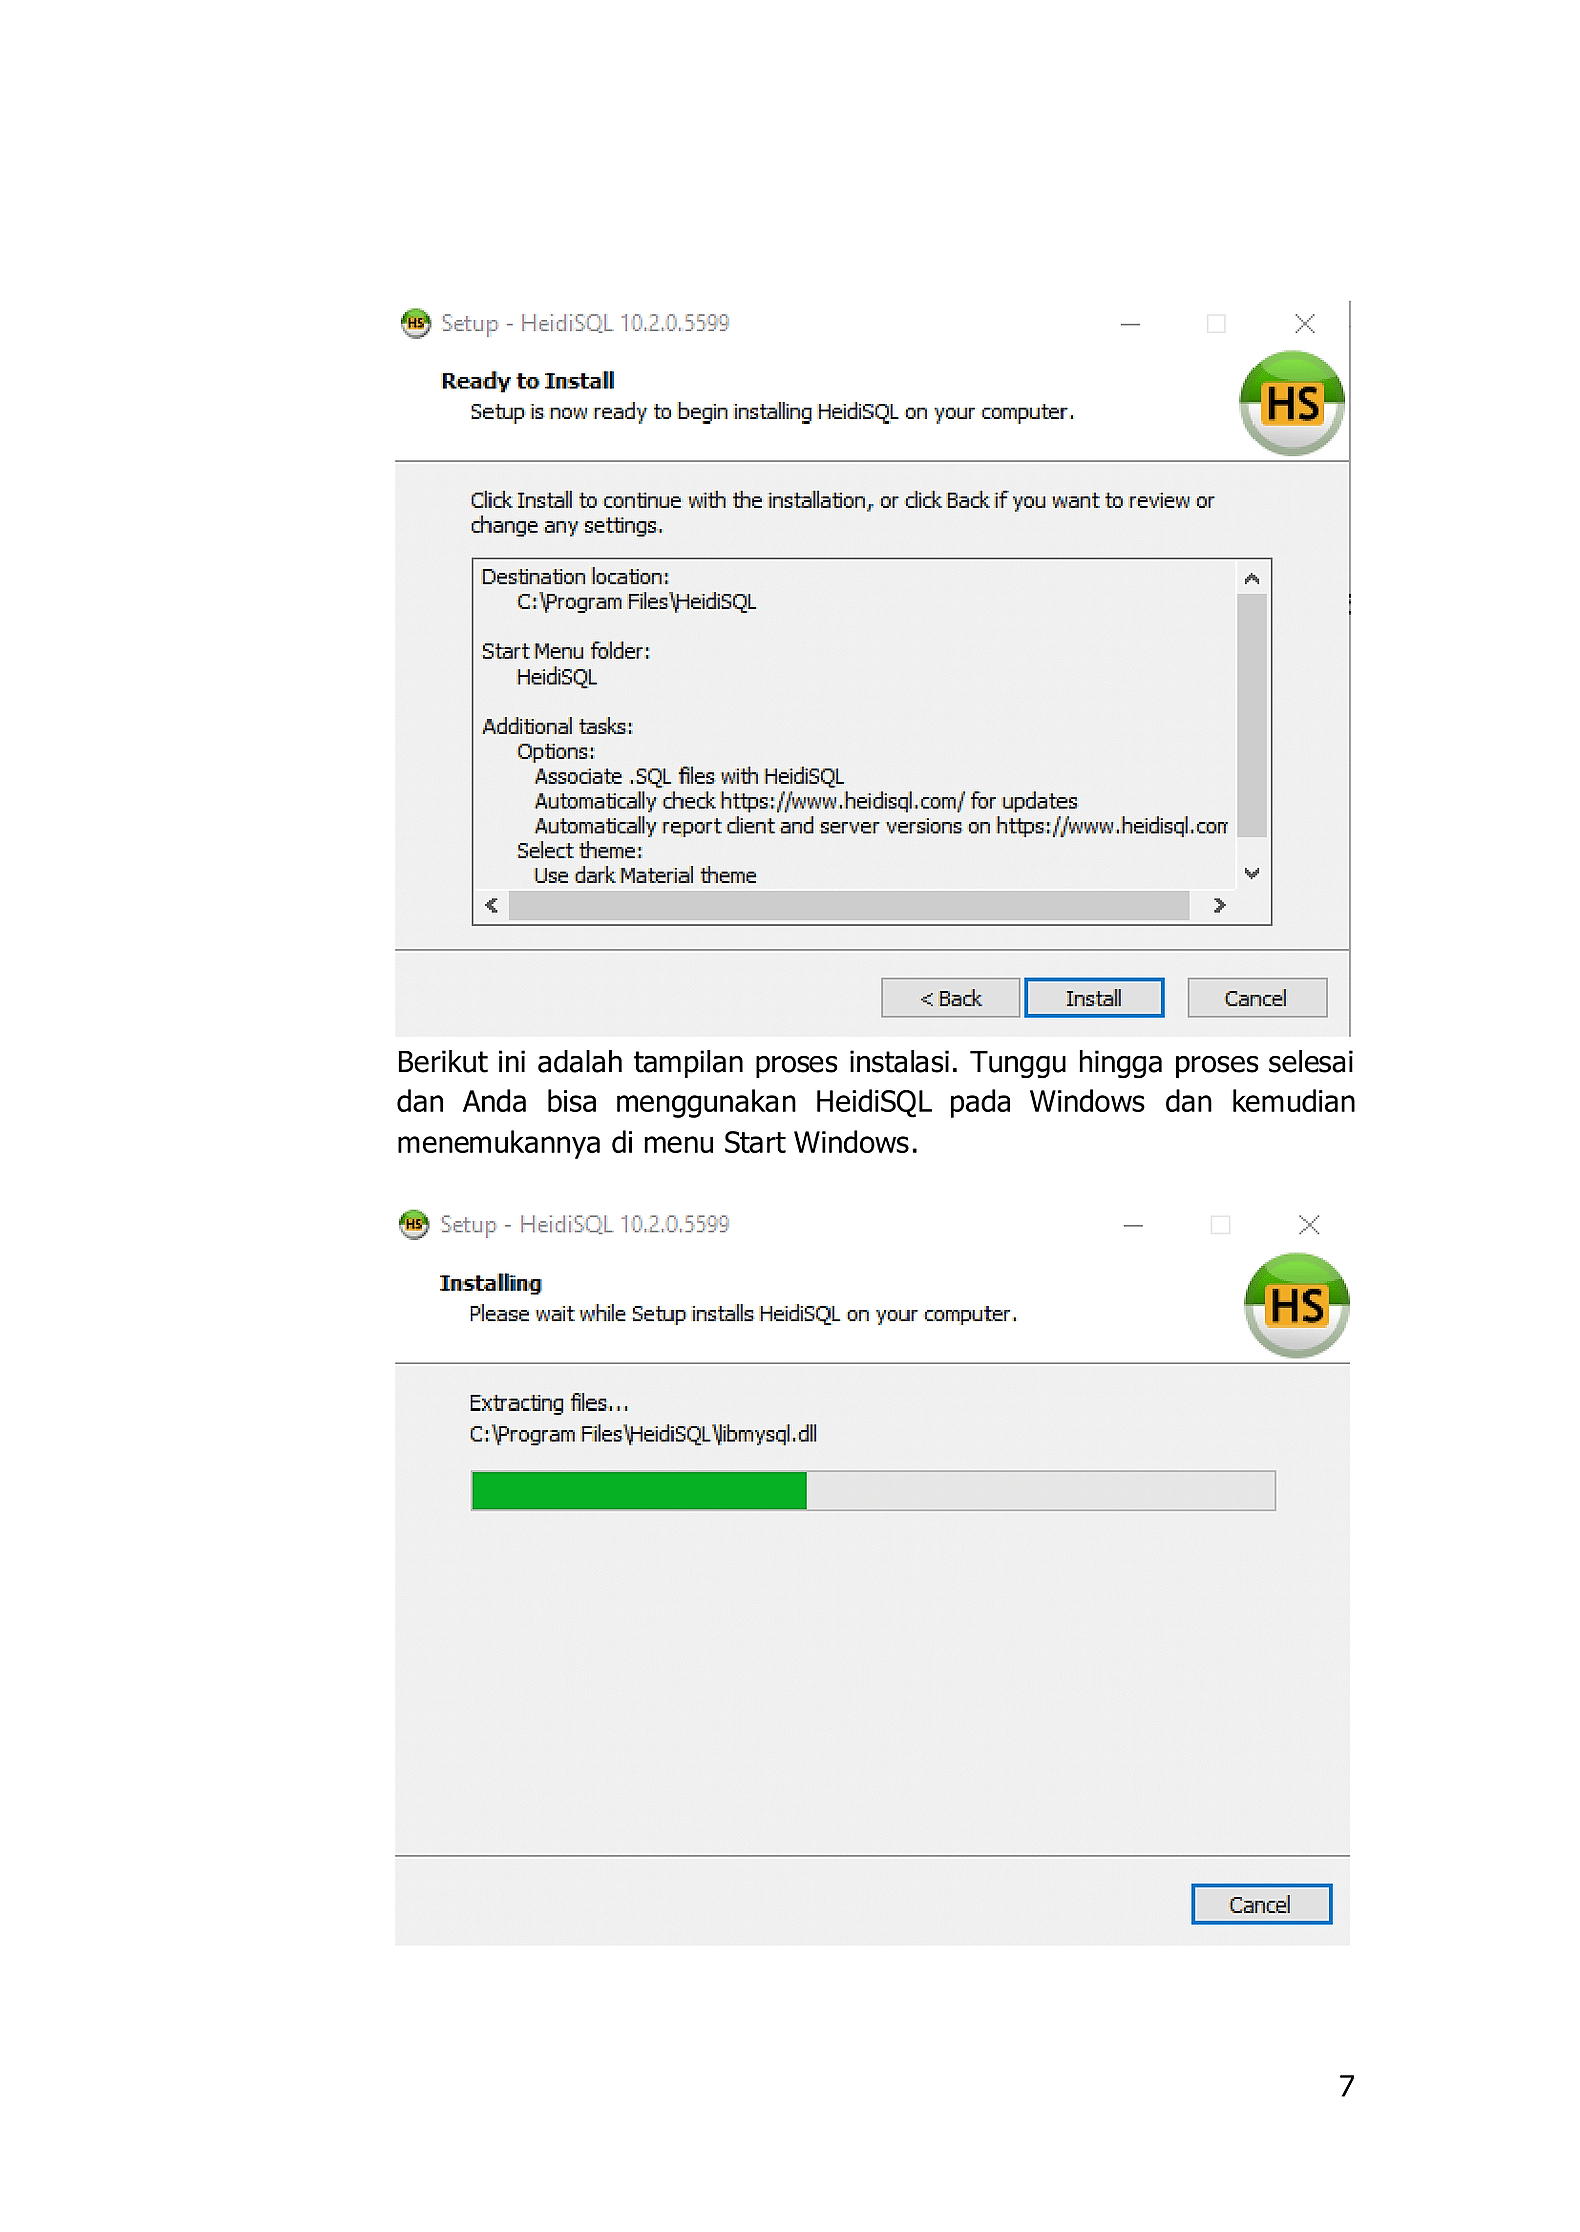 HS Setup - HeidiSQL 10.2.0.5599
Ready to Install
Setup is now ready to begin installing HeidiSQL on your computer.
HS
Click Install to continue with the installation, or click Back if you want to review or
change any settings.
Destination location:
C:\Program Files\HeidiSQL
Start Menu folder:
HeidiSQL
Additional tasks:
Options:
Associate .SQL files with HeidiSQL
Automatically check https://www.heidisql.com/ for updates
Automatically report client and server versions on https://www.heidisql.com
Select theme:
Use dark Material theme
< Back Install Cancel
Berikut ini adalah tampilan proses instalasi. Tunggu hingga proses selesai
dan Anda bisa menggunakan HeidiSQL pada Windows dan kemudian
menemukannya di menu Start Windows.
HS Setup - HeidiSQL 10.2.0.5599
Installing
Please wait while Setup installs HeidiSQL on your computer.
HS
Extracting files...
C:\Program Files\HeidiSQL\libmysql.dll
Cancel
7